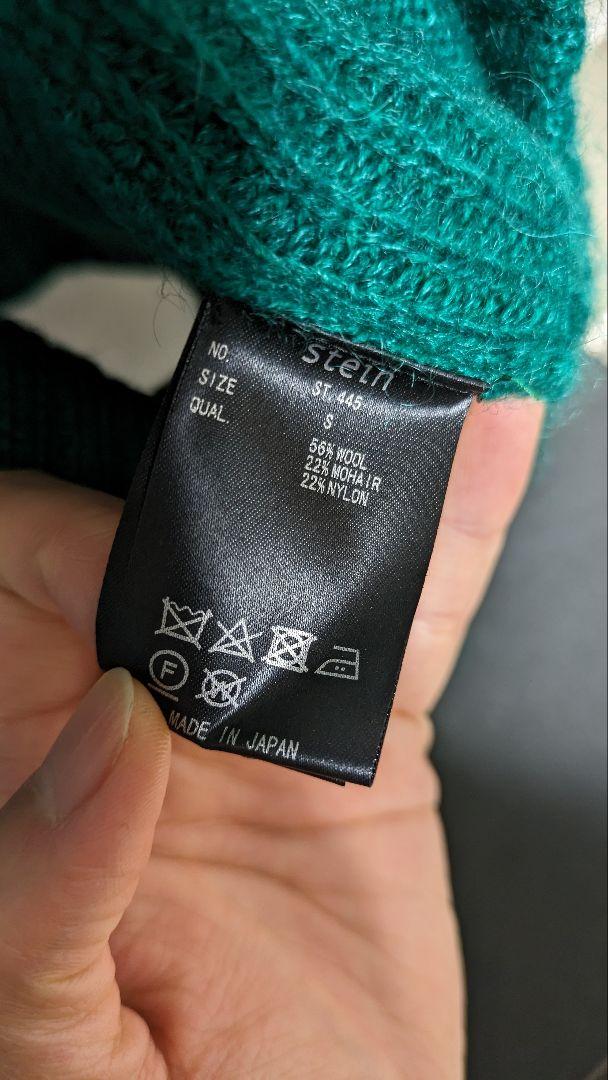 stein
NO. ST.445
SIZE S
QUAL. 56% WOOL
22% MOHAIR
22% NYLON
F W
MADE IN JAPAN